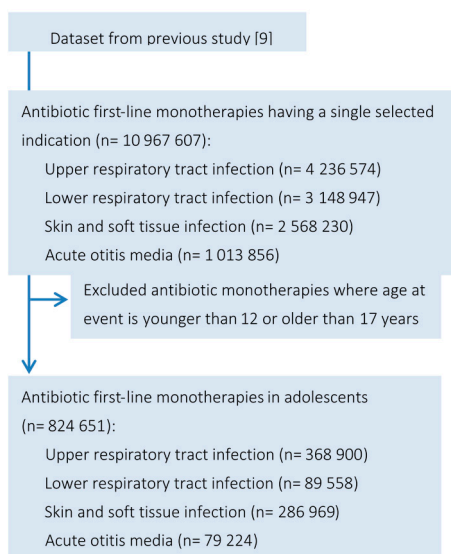 Dataset from previous study [9]
Antibiotic first-line monotherapies having a single selected
indication (n= 10 967 607):
Upper respiratory tract infection (n= 4 236 574)
Lower respiratory tract infection (n= 3 148 947)
Skin and soft tissue infection (n= 2 568 230)
Acute otitis media (n= 1 013 856)
Excluded antibiotic monotherapies where age at
event is younger than 12 or older than 17 years
Antibiotic first-line monotherapies in adolescents
(n= 824 651):
Upper respiratory tract infection (n= 368 900)
Lower respiratory tract infection (n= 89 558)
Skin and soft tissue infection (n= 286 969)
Acute otitis media (n= 79 224)